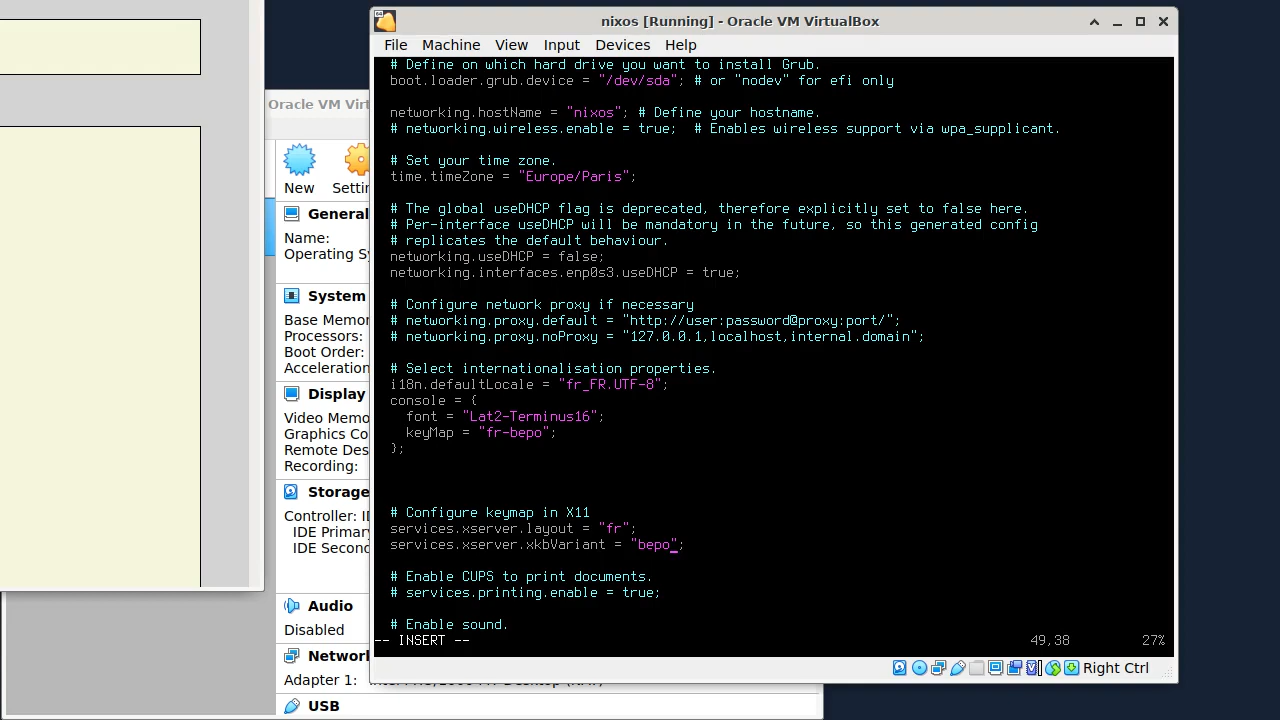 nixos [Running] - Oracle VM VirtualBox
File Machine View Input Devices Help
# Define on which hard drive you want to install Grub.
boot.loader.grub.device = "/dev/sda"; # or "nodev" for efi only
networking.hostName = "nixos"; # Define your hostname.
# networking.wireless.enable = true;  # Enables wireless support via wpa_supplicant.
# Set your time zone.
time.timeZone = "Europe/Paris";
# The global useDHCP flag is deprecated, therefore explicitly set to false here.
# Per-interface useDHCP will be mandatory in the future, so this generated config
# replicates the default behaviour.
networking.useDHCP = false;
networking.interfaces.enp0s3.useDHCP = true;
# Configure network proxy if necessary
# networking.proxy.default = "http://user:password@proxy:port/";
# networking.proxy.noProxy = "127.0.0.1,localhost,internal.domain";
# Select internationalisation properties.
i18n.defaultLocale = "fr_FR.UTF-8";
console = {
font = "Lat2-Terminus16";
keyMap = "fr-bepo";
};
# Configure keymap in X11
services.xserver.layout = "fr";
services.xserver.xkbVariant = "bepo";
# Enable CUPS to print documents.
# services.printing.enable = true;
# Enable sound.
-- INSERT -- 49,38 27%
Right Ctrl
Oracle VM Virt
New Settin
General
Name:
Operating Sy
System
Base Memor
Processors:
Boot Order:
Acceleration
Display
Video Memo
Graphics Co
Remote Des
Recording:
Storage
Controller: ID
IDE Primar
IDE Second
Audio
Disabled
Network
Adapter 1:
USB